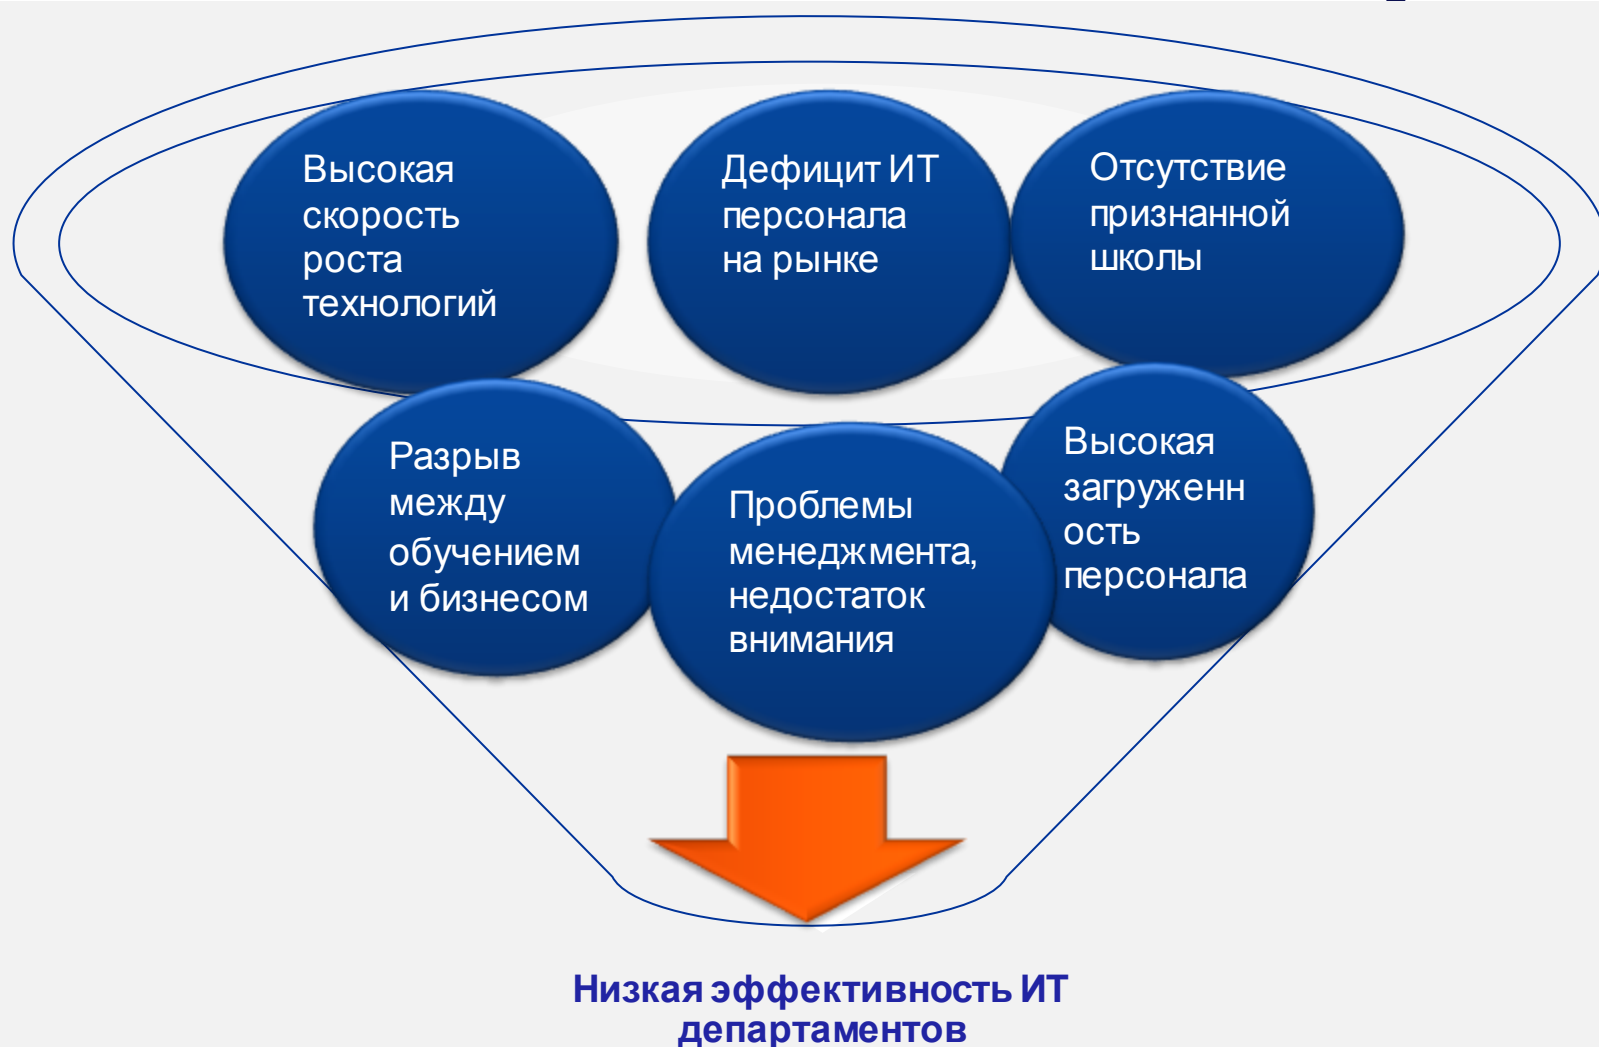 Высокая
скорость
роста
технологий
Дефицит ИТ
персонала
на рынке
Отсутствие
признанной
школы
Разрыв
между
обучением
и бизнесом
Проблемы
менеджмента,
недостаток
внимания
Высокая
загруженн
ость
персонала
Низкая эффективность ИТ
департаментов